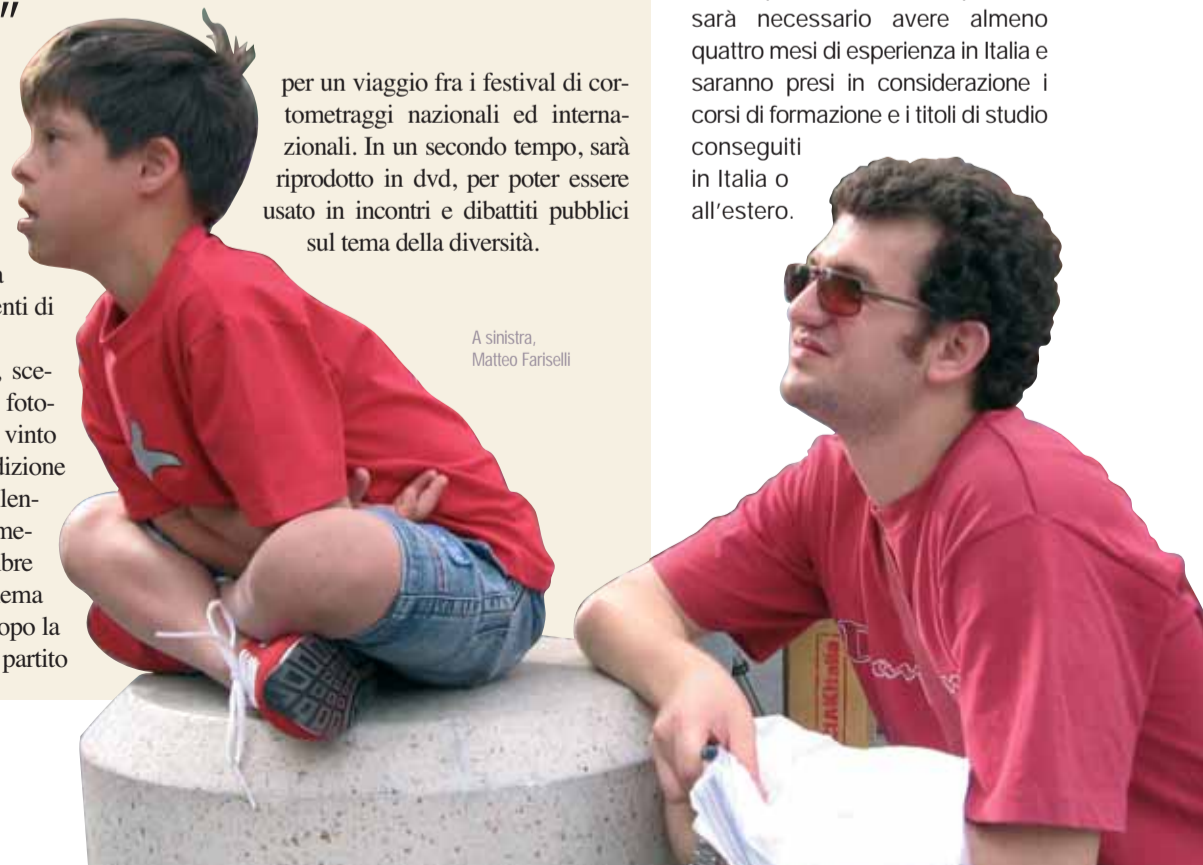 "
a
enti di
, sce-
foto-
vinto
dizione
len-
me-
bre
ema
opo la
partito
per un viaggio fra i festival di cor-
tometraggi nazionali ed interna-
zionali. In un secondo tempo, sarà
riprodotto in dvd, per poter essere
usato in incontri e dibattiti pubblici
sul tema della diversità.
A sinistra,
Matteo Fariselli
sarà necessario avere almeno
quattro mesi di esperienza in Italia e
saranno presi in considerazione i
corsi di formazione e i titoli di studio
conseguiti
in Italia o
all'estero.